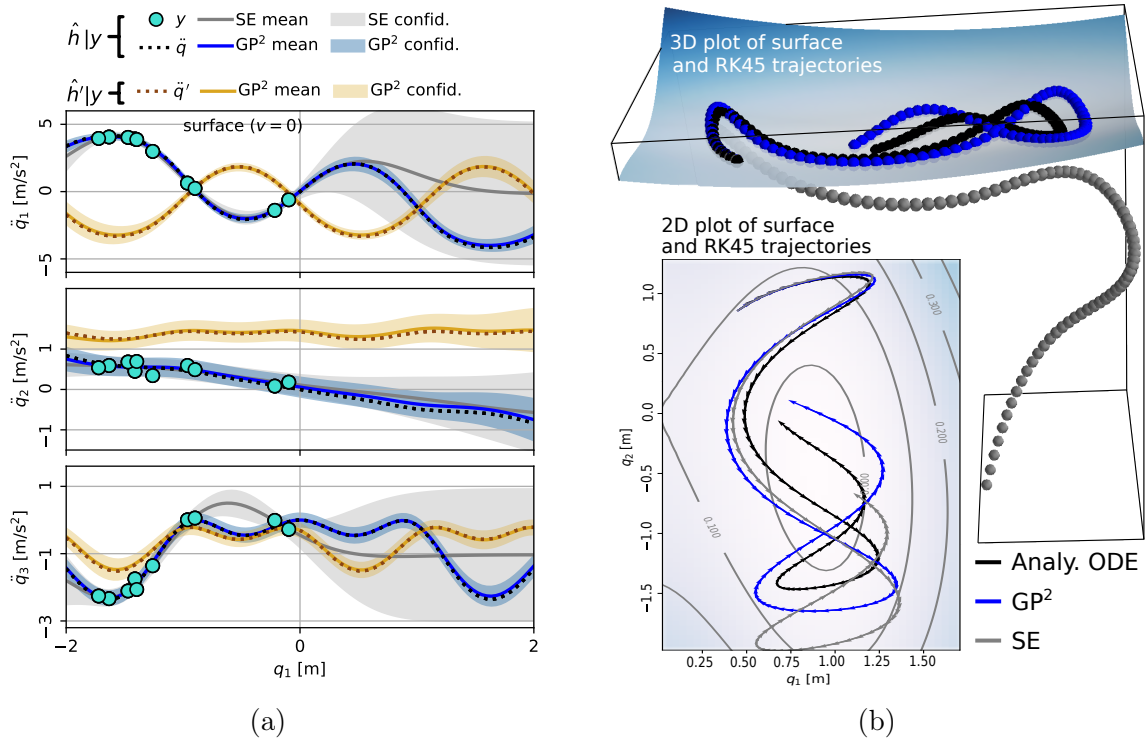 ĥ|y { y SE mean SE confid.
q̈ GP² mean GP² confid.
ĥ′|y { q̈′ GP² mean GP² confid.
surface (v = 0)
q̈₁ [m/s²]
5
0
−5
q̈₂ [m/s²]
1
0
−1
q̈₃ [m/s²]
1
−1
−3
−2 0 2
q₁ [m]
(a)
3D plot of surface
and RK45 trajectories
2D plot of surface
and RK45 trajectories
q₂ [m]
1.0
0.5
0.0
−0.5
−1.0
−1.5
0.300
0.200
0.100
000
0.25 0.50 0.75 1.00 1.25 1.50
q₁ [m]
Analy. ODE
GP²
SE
(b)